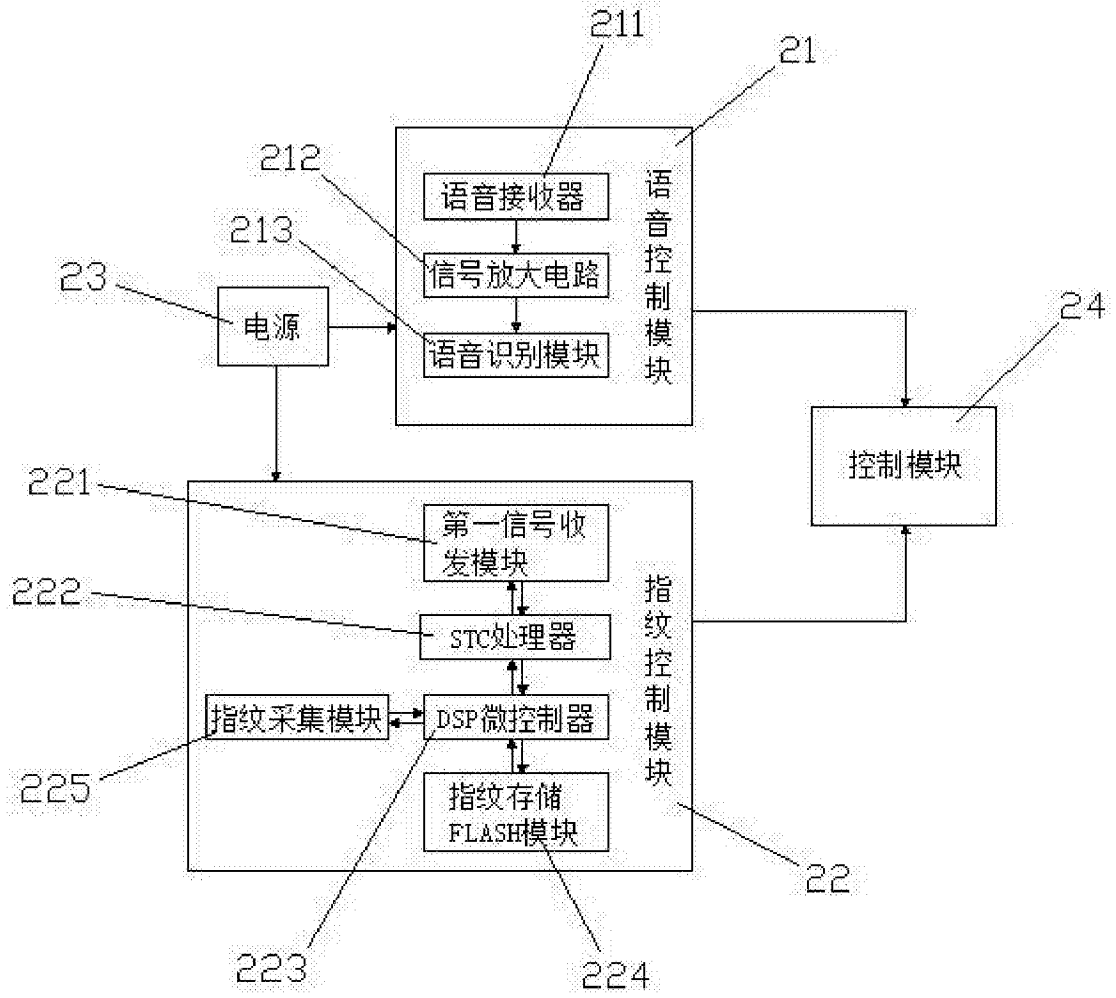 211
21
212
语音接收器
213
信号放大电路
23
电源
语音识别模块
语音控制模块
24
控制模块
221
第一信号收
发模块
222
STC处理器
指纹采集模块
DSP微控制器
指纹控制模块
225
指纹存储
FLASH模块
22
223
224